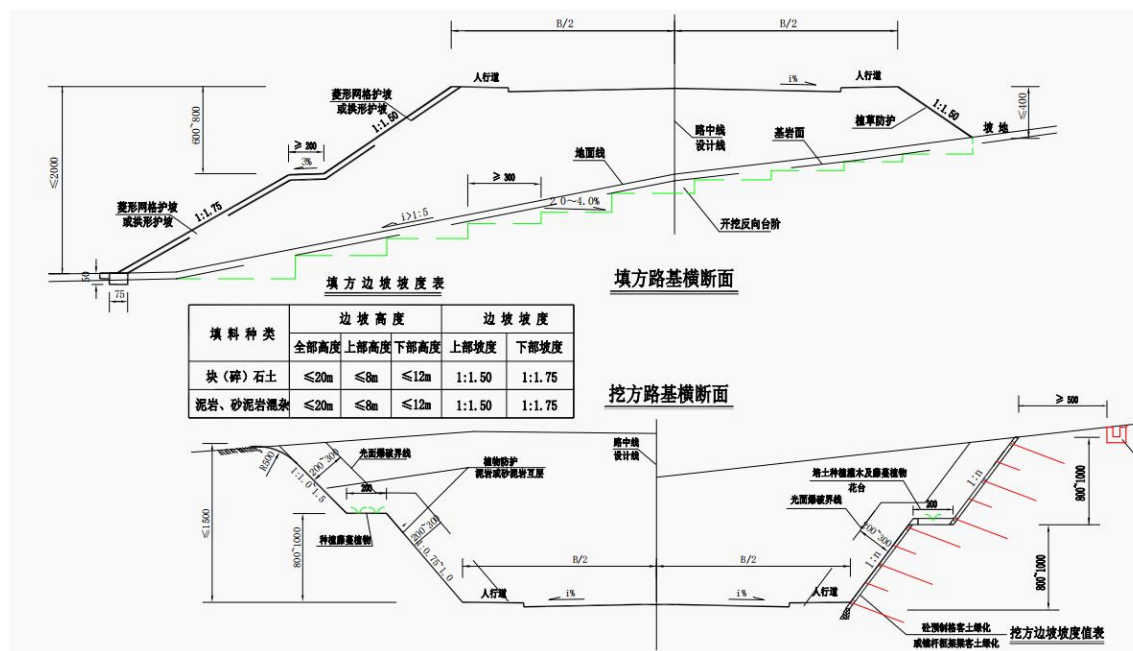 B/2
B/2
人行道
i%
人行道
菱形网格护坡
或拱形护坡
1:1.50
600~800
≤2000
≥200
3%
路中线
设计线
植草防护
1:1.50
≤400
坡地
基岩面
地面线
≥300
2.0~4.0%
i>1:5
开挖反向台阶
菱形网格护坡
或拱形护坡
1:1.75
50
75
填方路基横断面
填方边坡坡度表
填料种类
边坡高度
边坡坡度
全部高度 上部高度 下部高度 上部坡度 下部坡度
块（碎）石土 ≤20m ≤8m ≤12m 1:1.50 1:1.75
泥岩、砂泥岩混杂 ≤20m ≤8m ≤12m 1:1.50 1:1.75
挖方路基横断面
≥500
R500
1:1.0~1.5
200~300
光面爆破界线
植物防护
泥岩或砂泥岩互层
200
种植藤蔓植物
200~300
1:0.75~1.0
≤1500
800~1000
路中线
设计线
培土种植灌木及藤蔓植物
花台
光面爆破界线
200
200~300
1:n
1:n
800~1000
800~1000
B/2
B/2
人行道
i%
i%
人行道
砼预制格客土绿化
或锚杆框架梁客土绿化
挖方边坡坡度值表